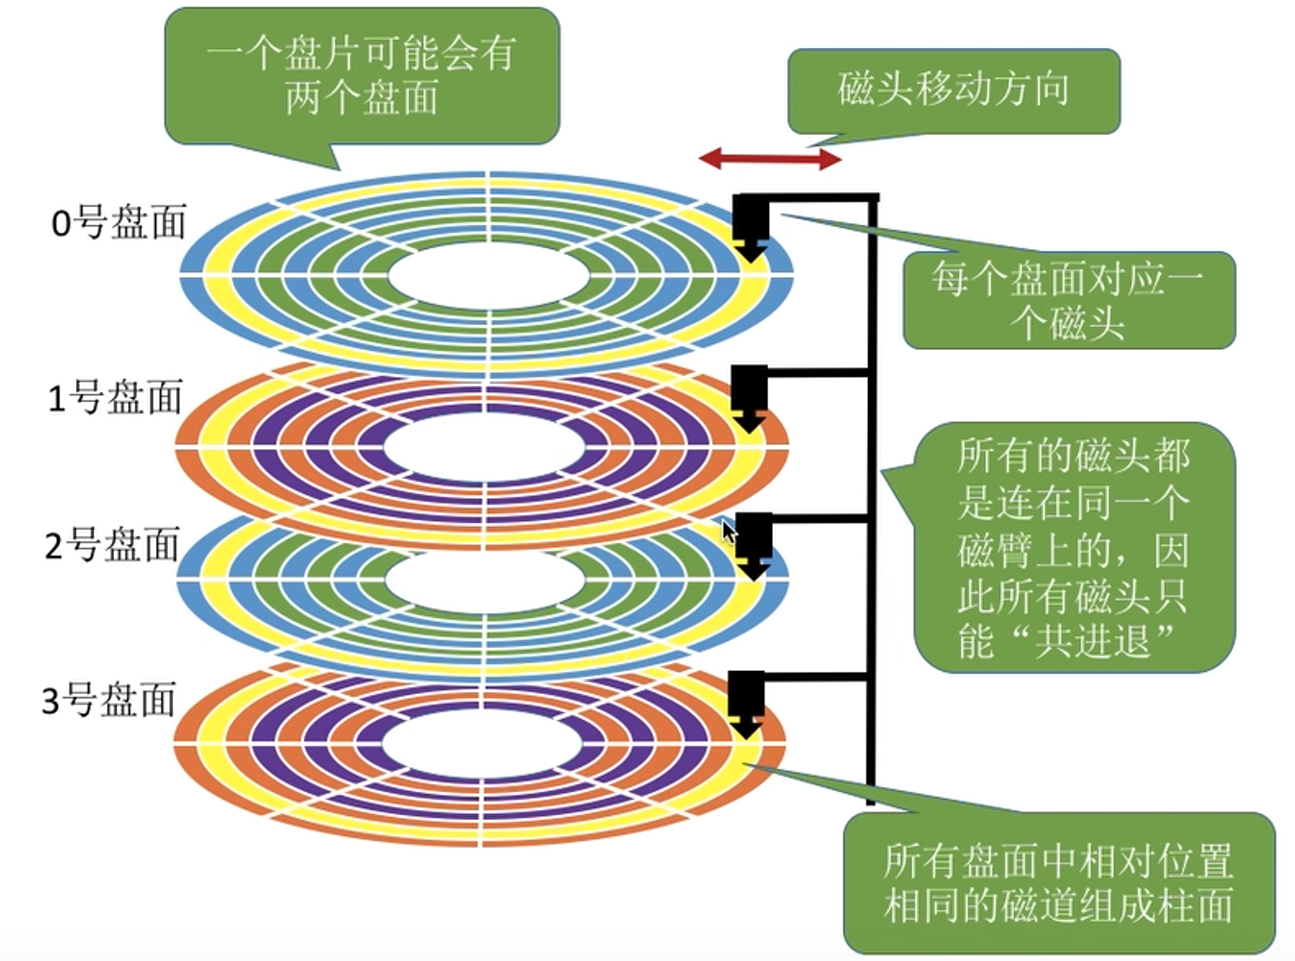 一个盘片可能会有
两个盘面
磁头移动方向
0号盘面
每个盘面对应一
个磁头
1号盘面
所有的磁头都
是连在同一个
磁臂上的，因
此所有磁头只
能“共进退”
2号盘面
3号盘面
所有盘面中相对位置
相同的磁道组成柱面